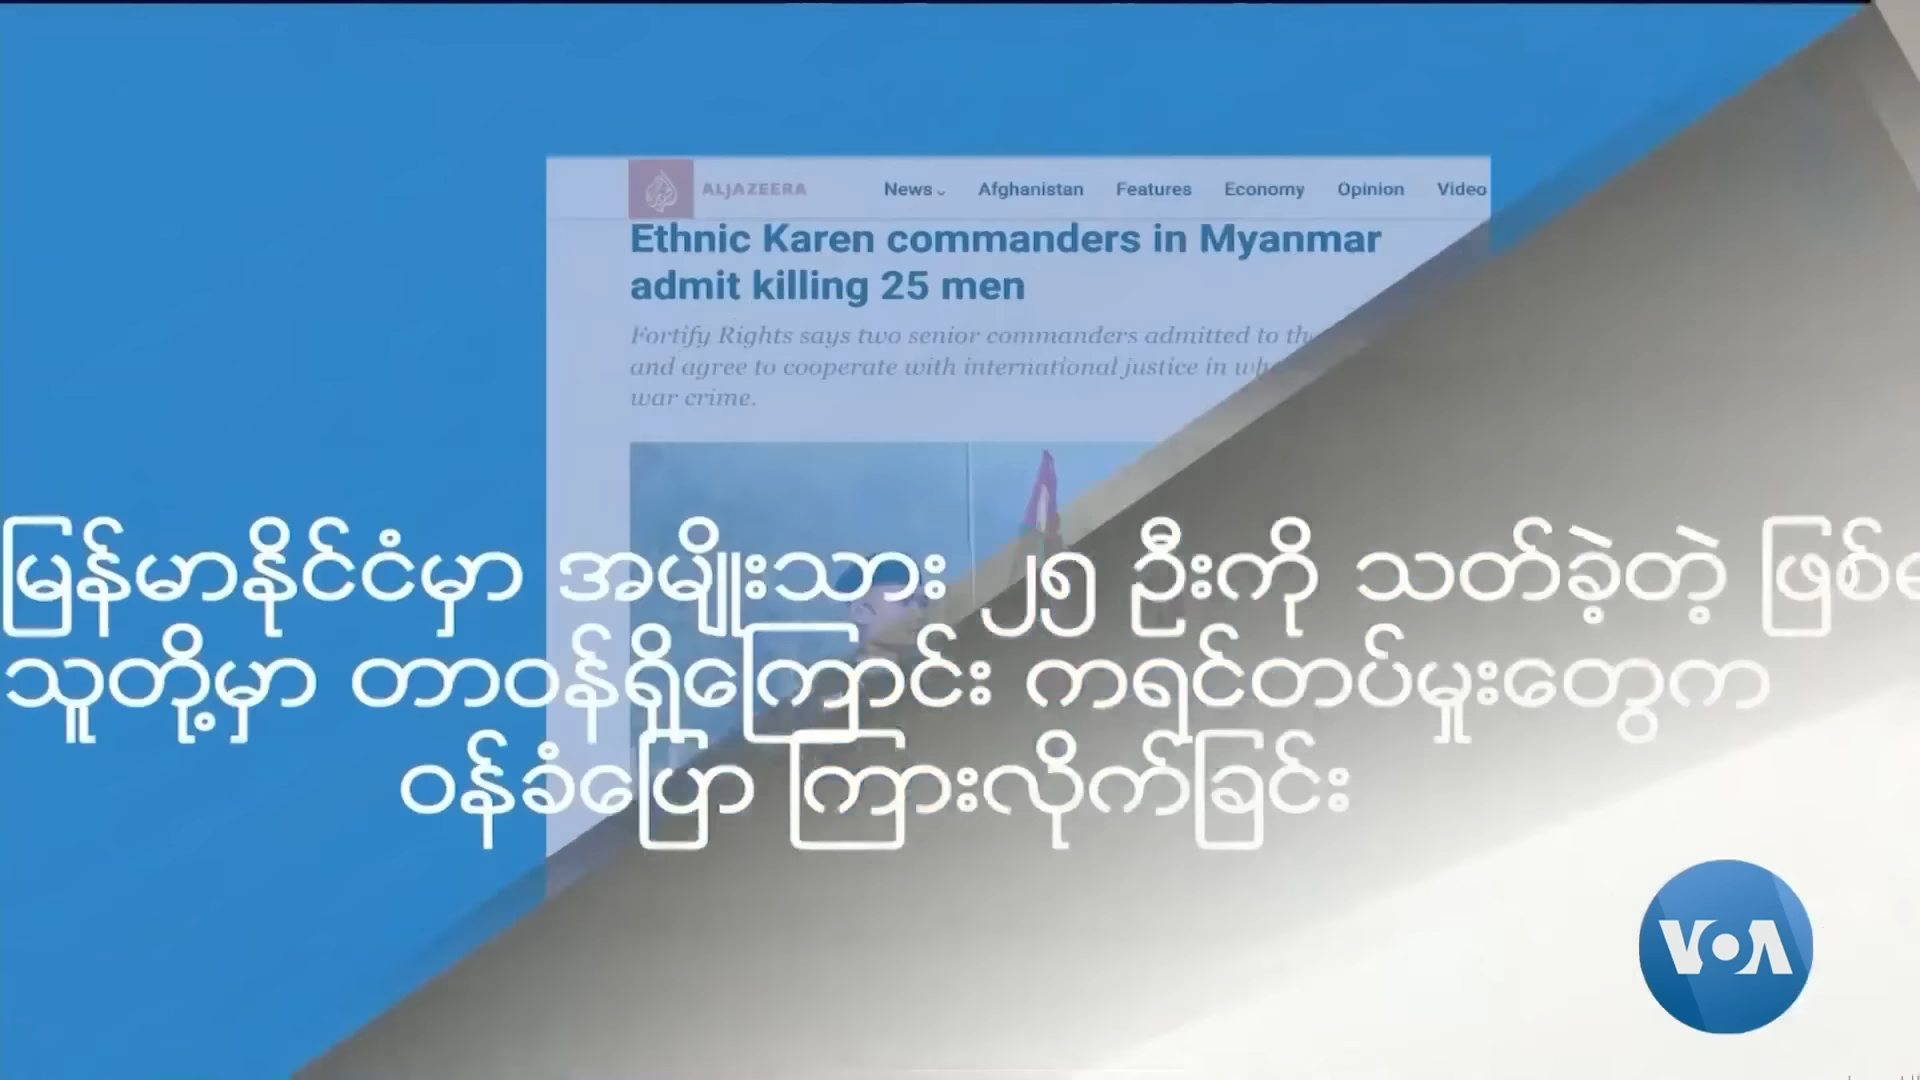 ALJAZEERA
News Afghanistan Features Economy Opinion Video
Ethnic Karen commanders in Myanmar
admit killing 25 men
Fortify Rights says two senior commanders admitted to
and agree to cooperate with international justice in
war crime.
မြန်မာနိုင်ငံမှာ အမျိုးသား ၂၅ ဦးကို သတ်ခဲ့တဲ့
သူတို့မှာ တာဝန်ရှိကြောင်း ကရင်တပ်မှူးတွေက
ဝန်ခံပြော ကြားလိုက်ခြင်း
VOA